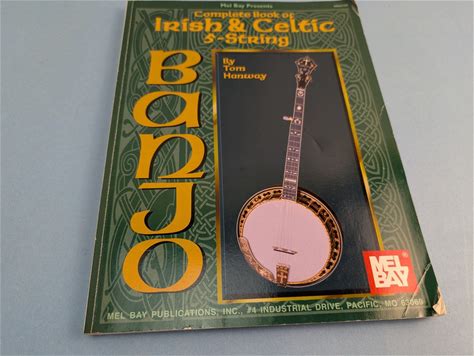 Mel Bay Presents
Complete Book of
Irish & Celtic
5-String
BANJO
By
Tom
Hanway
MEL
BAY
MEL BAY PUBLICATIONS, INC., #4 INDUSTRIAL DRIVE, PACIFIC, MO 63069